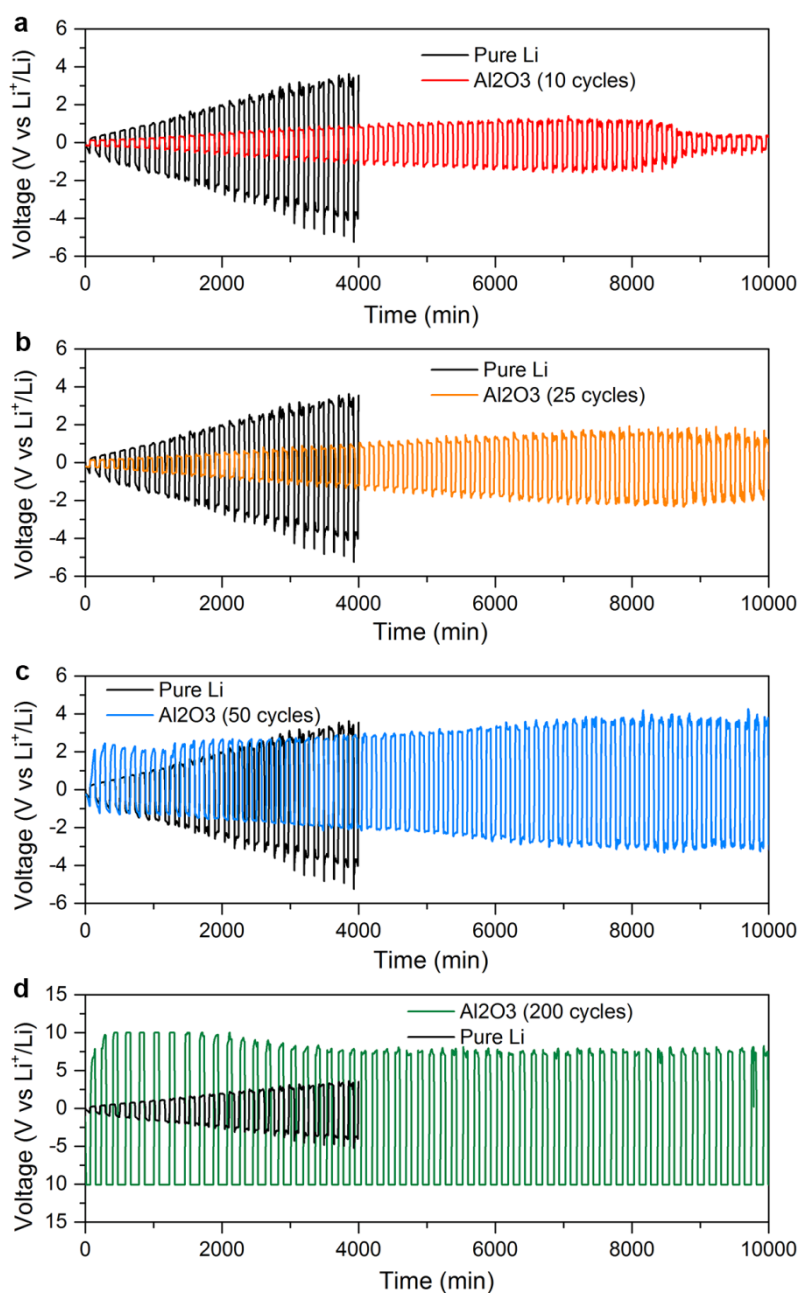 a
Pure Li
Al2O3 (10 cycles)
Voltage (V vs Li⁺/Li)
6
4
2
0
-2
-4
-6
0 2000 4000 6000 8000 10000
Time (min)
b
Pure Li
Al2O3 (25 cycles)
Voltage (V vs Li⁺/Li)
6
4
2
0
-2
-4
-6
0 2000 4000 6000 8000 10000
Time (min)
c
Pure Li
Al2O3 (50 cycles)
Voltage (V vs Li⁺/Li)
6
4
2
0
-2
-4
-6
0 2000 4000 6000 8000 10000
Time (min)
d
Al2O3 (200 cycles)
Pure Li
Voltage (V vs Li⁺/Li)
15
10
5
0
-5
10
15
0 2000 4000 6000 8000 10000
Time (min)